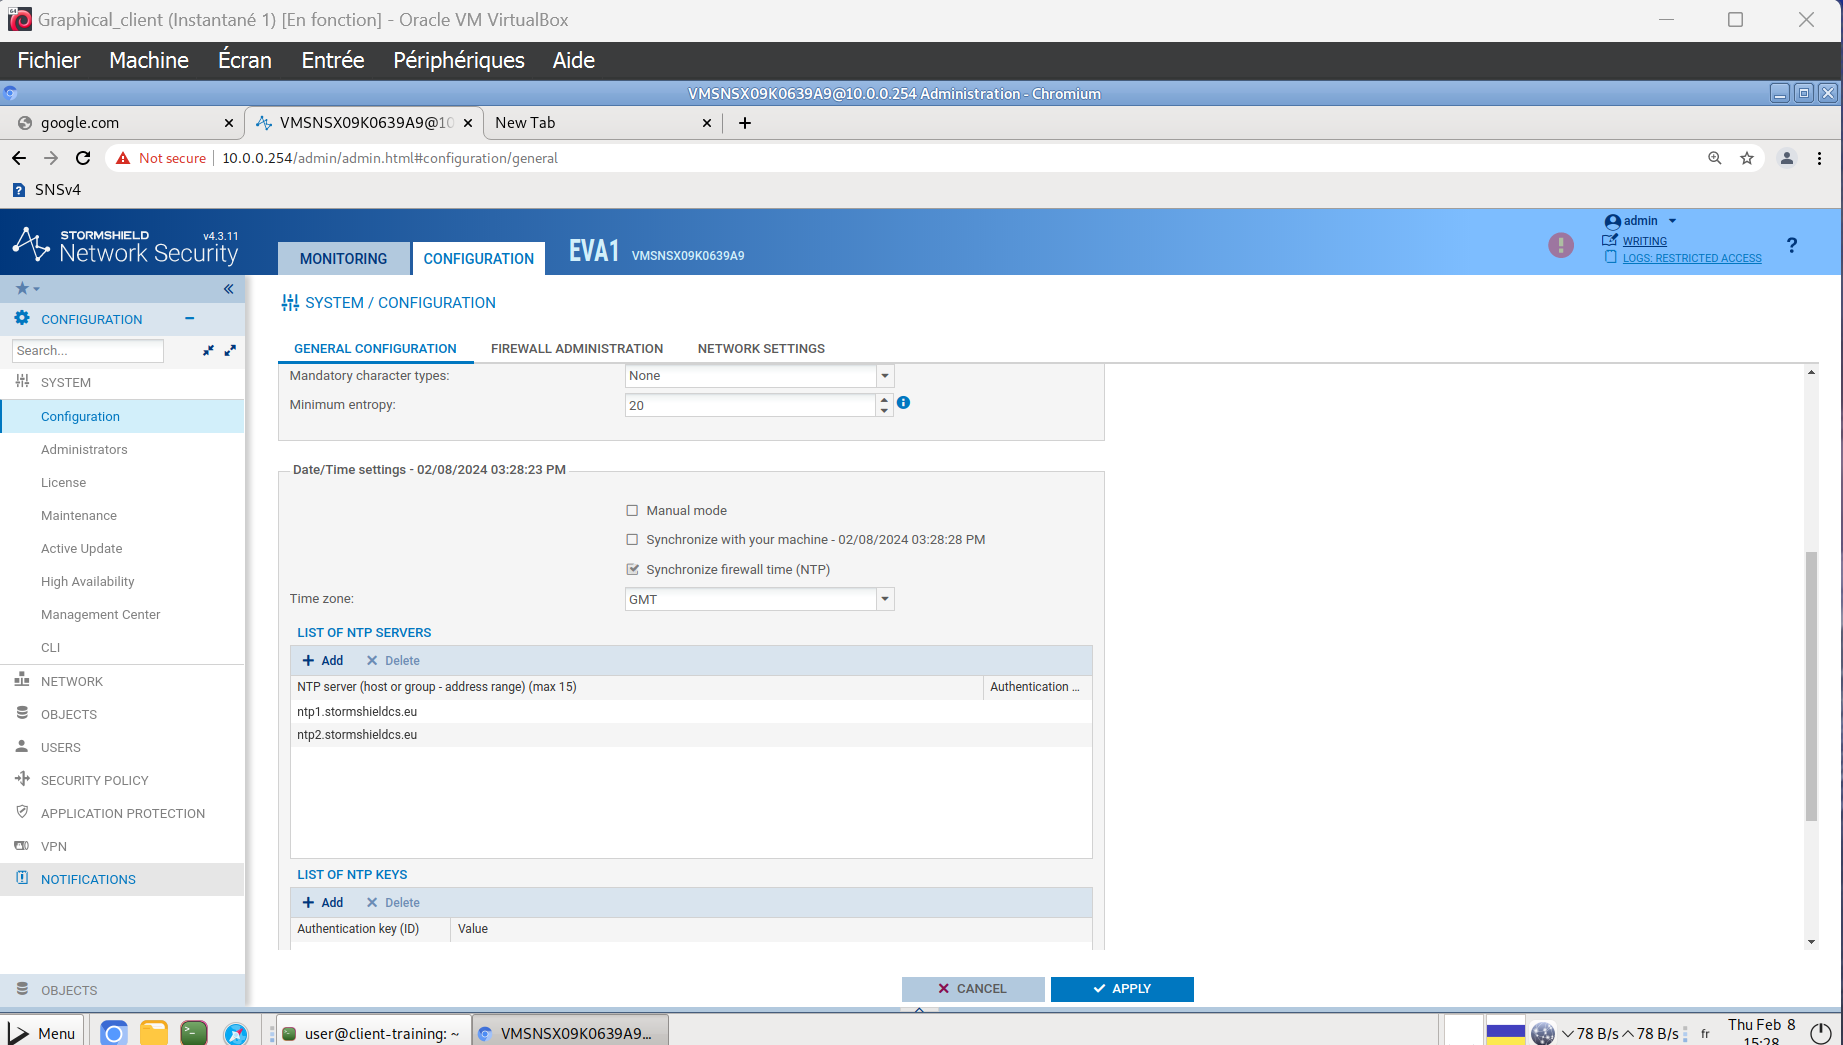 Graphical_client (Instantané 1) [En fonction] - Oracle VM VirtualBox
Fichier Machine Écran Entrée Périphériques Aide
VMSNSX09K0639A9@10.0.0.254 Administration - Chromium
google.com VMSNSX09K0639A9@10 New Tab
Not secure 10.0.0.254/admin/admin.html#configuration/general
SNSv4
STORMSHIELD v4.3.11
Network Security
MONITORING CONFIGURATION EVA1 VMSNSX09K0639A9
admin
WRITING
LOGS: RESTRICTED ACCESS
?
CONFIGURATION
Search...
SYSTEM
Configuration
Administrators
License
Maintenance
Active Update
High Availability
Management Center
CLI
NETWORK
OBJECTS
USERS
SECURITY POLICY
APPLICATION PROTECTION
VPN
NOTIFICATIONS
OBJECTS
SYSTEM / CONFIGURATION
GENERAL CONFIGURATION FIREWALL ADMINISTRATION NETWORK SETTINGS
Mandatory character types: None
Minimum entropy: 20
Date/Time settings - 02/08/2024 03:28:23 PM
Manual mode
Synchronize with your machine - 02/08/2024 03:28:28 PM
Synchronize firewall time (NTP)
Time zone: GMT
LIST OF NTP SERVERS
Add Delete
NTP server (host or group - address range) (max 15) Authentication ...
ntp1.stormshieldcs.eu
ntp2.stormshieldcs.eu
LIST OF NTP KEYS
Add Delete
Authentication key (ID) Value
CANCEL APPLY
Menu user@client-training: ~ VMSNSX09K0639A9... 78 B/s 78 B/s fr Thu Feb 8
15:28